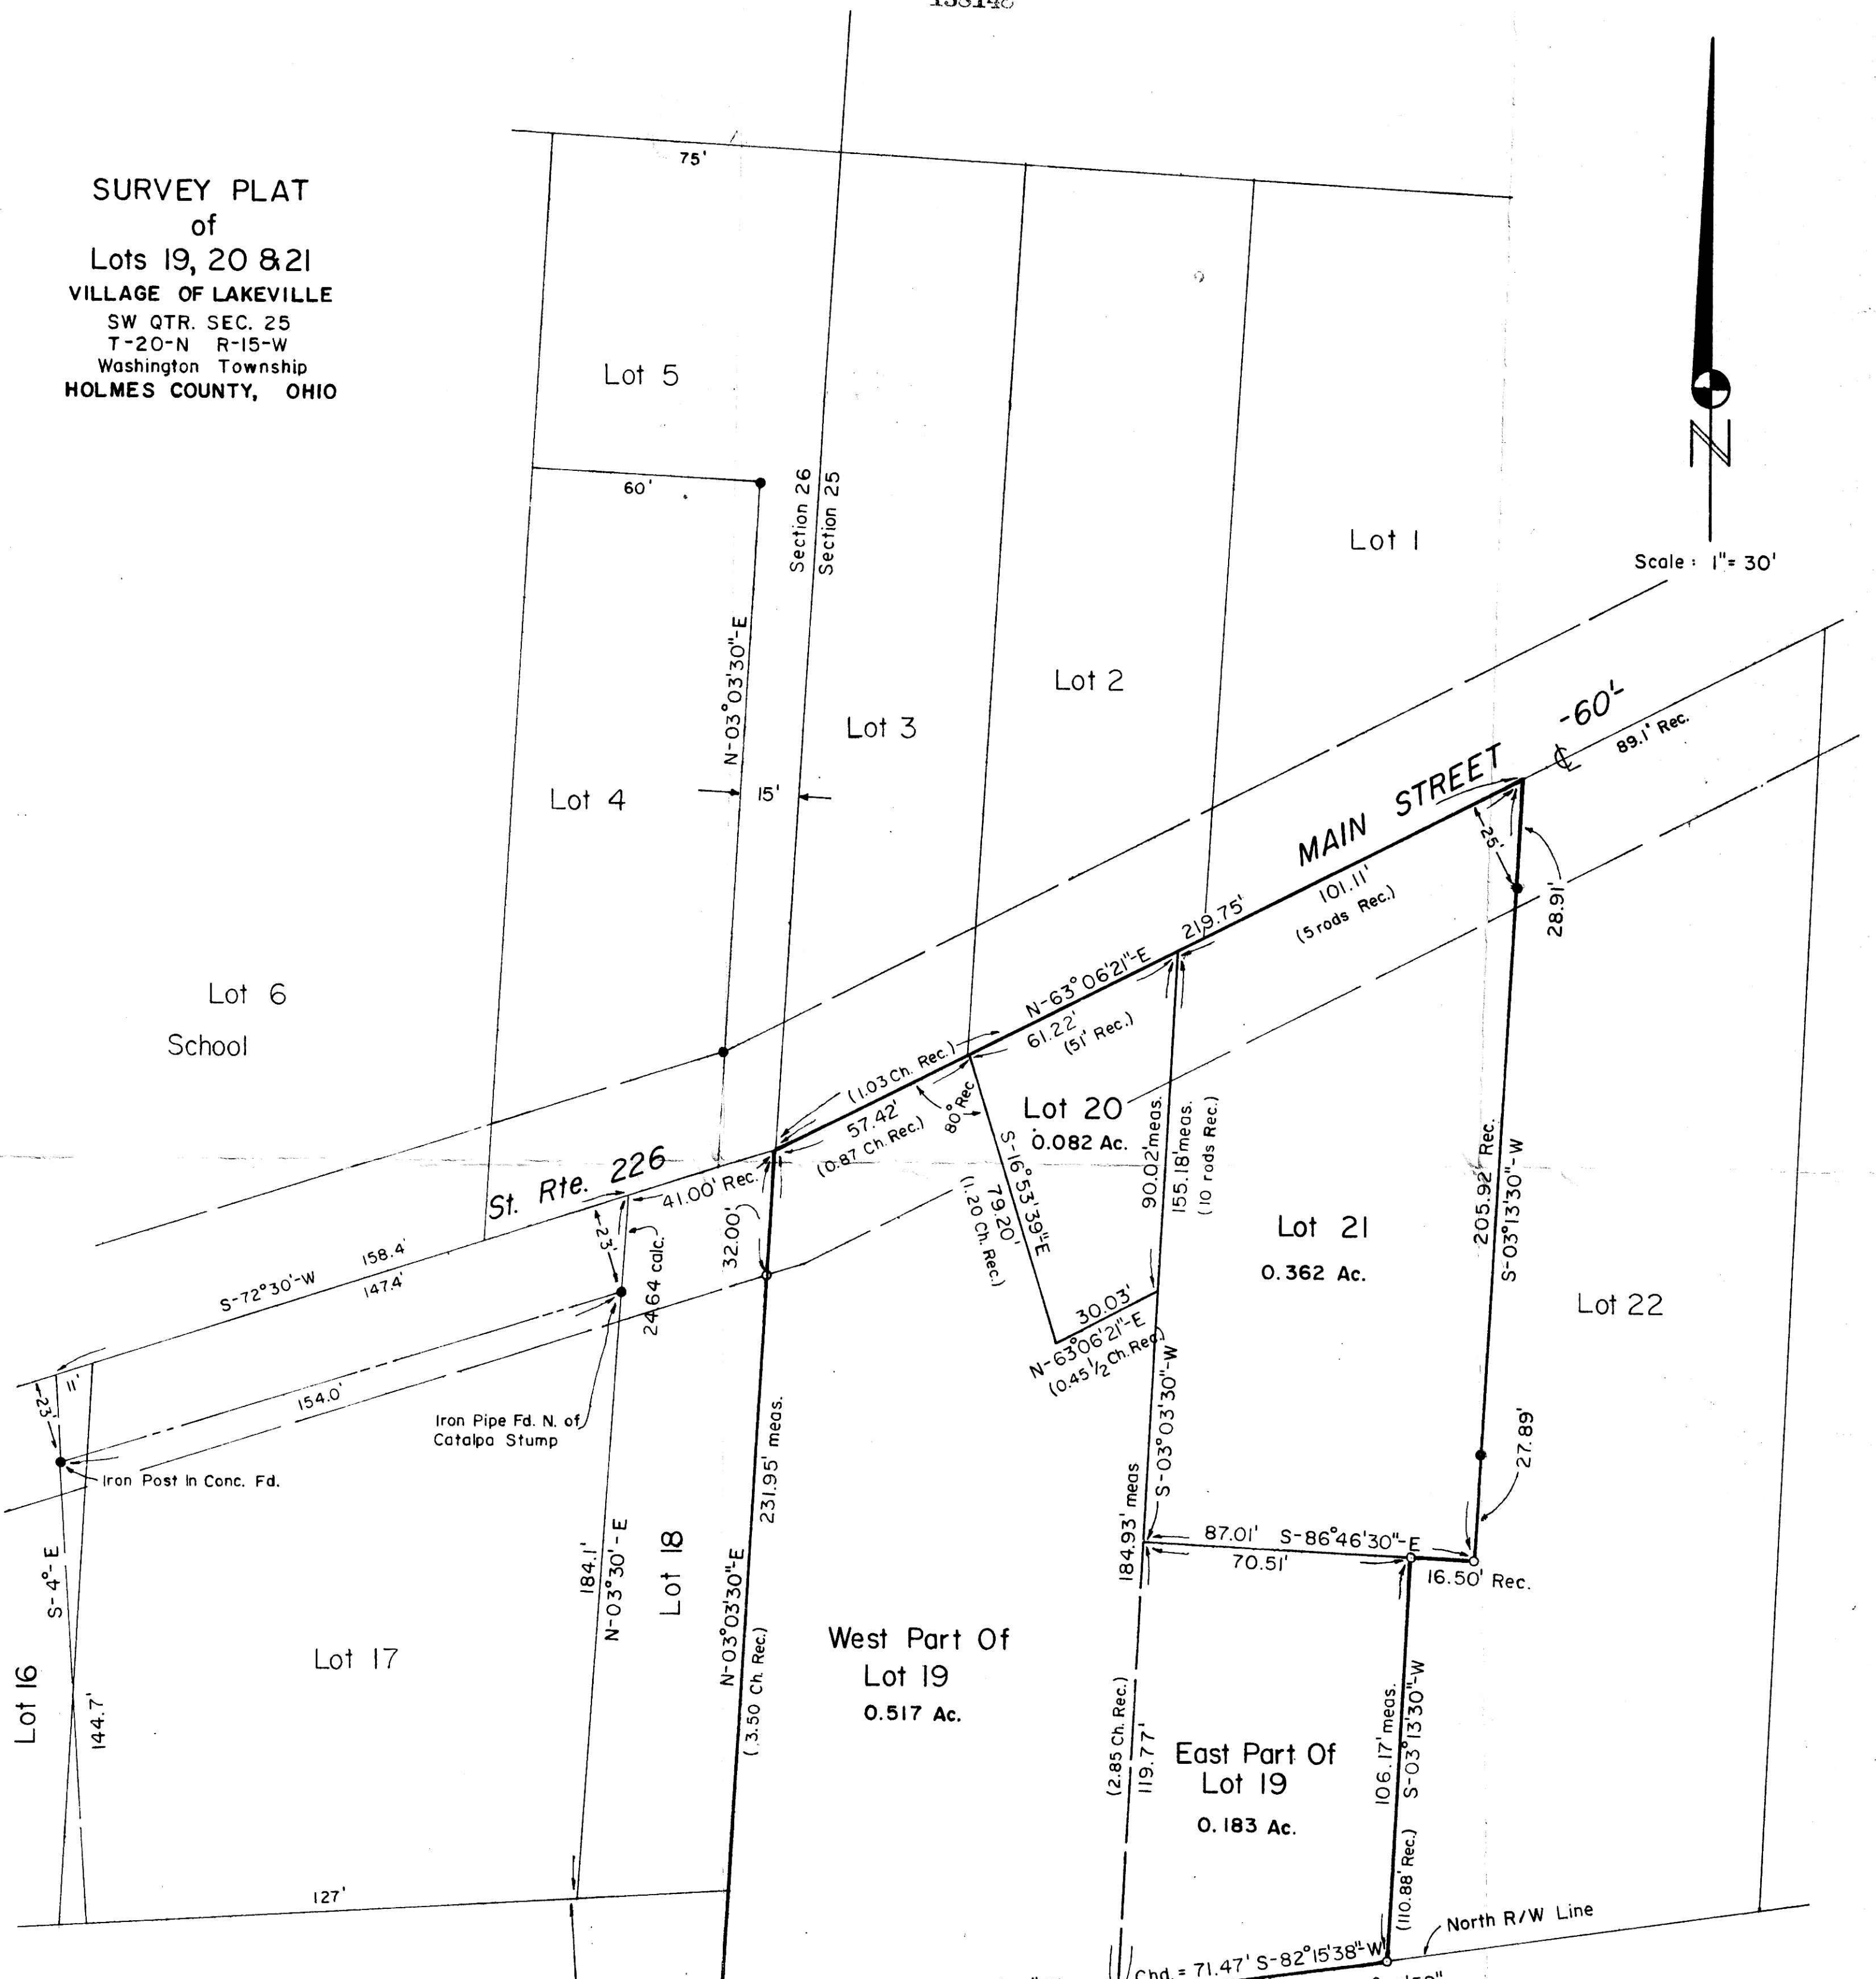 SURVEY PLAT
of
Lots 19, 20 & 21
VILLAGE OF LAKEVILLE
SW QTR. SEC. 25
T-20-N R-15-W
Washington Township
HOLMES COUNTY, OHIO
75'
Lot 5
60'
Section 26
Section 25
N
Scale: 1"= 30'
Lot 1
Lot 2
Lot 3
Lot 4
N-03°03'30"-E
15'
-60'-
℄
89.1' Rec.
MAIN STREET
25'
28.91'
101.11'
(5 rods Rec.)
219.75'
N-63°06'21"-E
61.22'
(51' Rec.)
(1.03 Ch. Rec.)
57.42'
(0.87 Ch. Rec.)
80° Rec
Lot 6
School
St. Rte. 226
41.00' Rec.
Lot 20
0.082 Ac.
S-16°53'39"E
79.20'
(1.20 Ch. Rec.)
90.02' meas.
155.18' meas.
(10 rods Rec.)
30.03'
N-63°06'21"-E
(0.45 1/2 Ch. Rec.)
Lot 21
0.362 Ac.
205.92' Rec.
S-03°13'30"-W
Lot 22
S-72°30'-W
158.4'
147.4'
23'
24.64 calc.
32.00'
11'
23'
154.0'
Iron Pipe Fd. N. of
Catalpa Stump
Iron Post In Conc. Fd.
231.95' meas.
S-03°03'30"-W
184.93' meas
27.89'
87.01' S-86°46'30"-E
70.51'
16.50' Rec.
S-4°-E
Lot 16
144.7'
Lot 17
184.1'
N-03°30'-E
Lot 18
N-03°03'30"-E
(3.50 Ch. Rec.)
West Part Of
Lot 19
0.517 Ac.
(2.85 Ch. Rec.)
119.77'
East Part Of
Lot 19
0.183 Ac.
106.17' meas.
S-03°13'30"-W
(110.88' Rec.)
127'
North R/W Line
Chd. = 71.47' S-82°15'38"-W